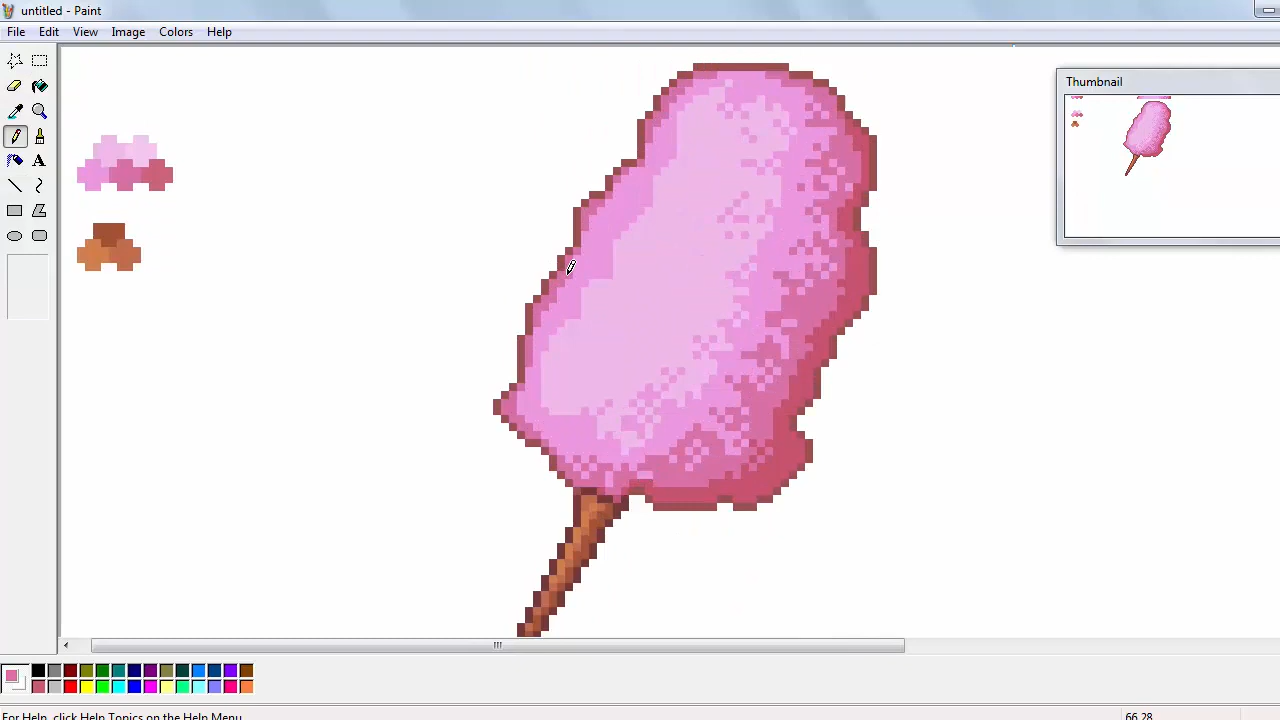 untitled - Paint
File Edit View Image Colors Help
Thumbnail
A
For Help, click Help Topics on the Help Menu.
66,28